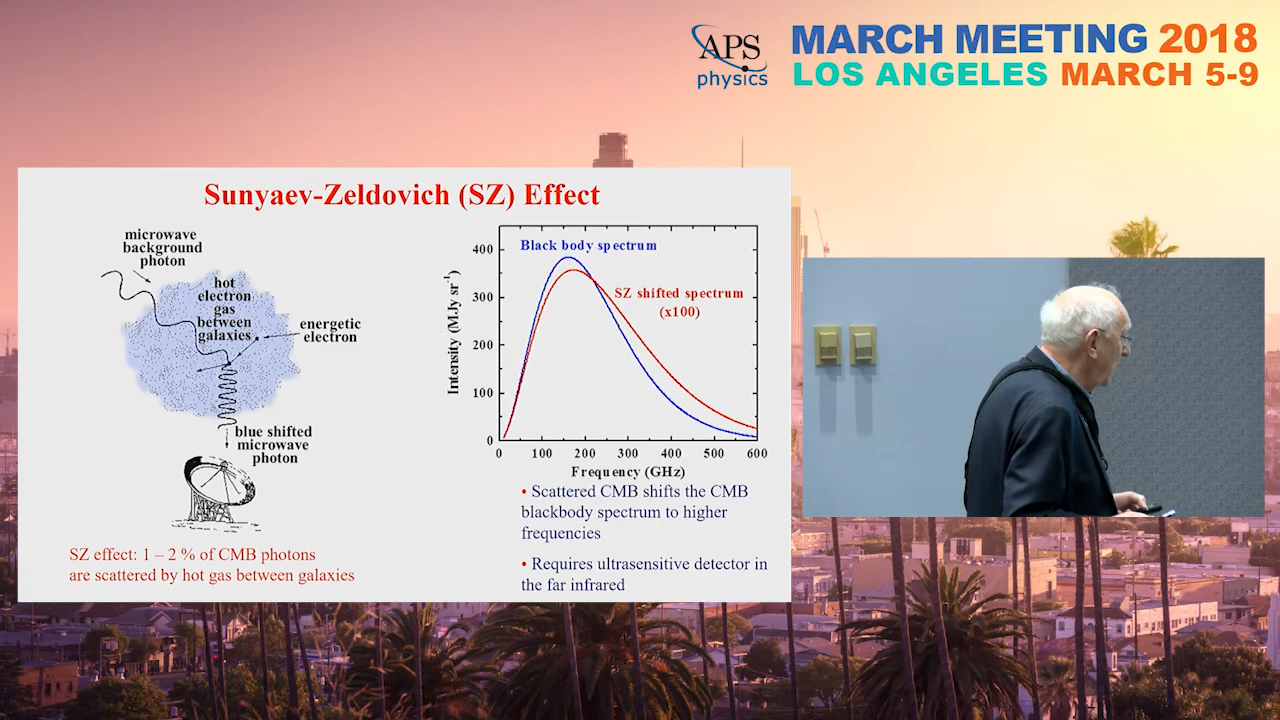 APS
physics
MARCH MEETING 2018
LOS ANGELES MARCH 5-9
Sunyaev-Zeldovich (SZ) Effect
microwave
background
photon
hot
electron
gas
between
galaxies
energetic
electron
blue shifted
microwave
photon
SZ effect: 1 – 2 % of CMB photons
are scattered by hot gas between galaxies
Intensity (MJy sr⁻¹)
400
300
200
100
0
Black body spectrum
SZ shifted spectrum
(x100)
0 100 200 300 400 500 600
Frequency (GHz)
• Scattered CMB shifts the CMB
blackbody spectrum to higher
frequencies
• Requires ultrasensitive detector in
the far infrared